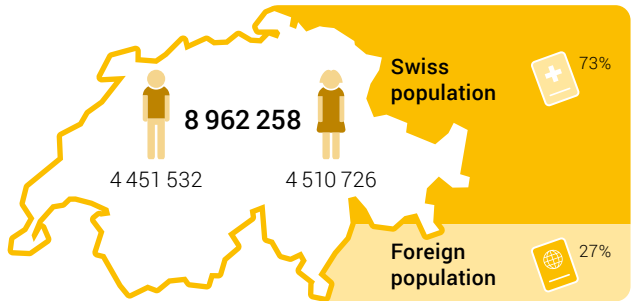 Swiss
population
73%
8 962 258
4 451 532
4 510 726
Foreign
population
27%